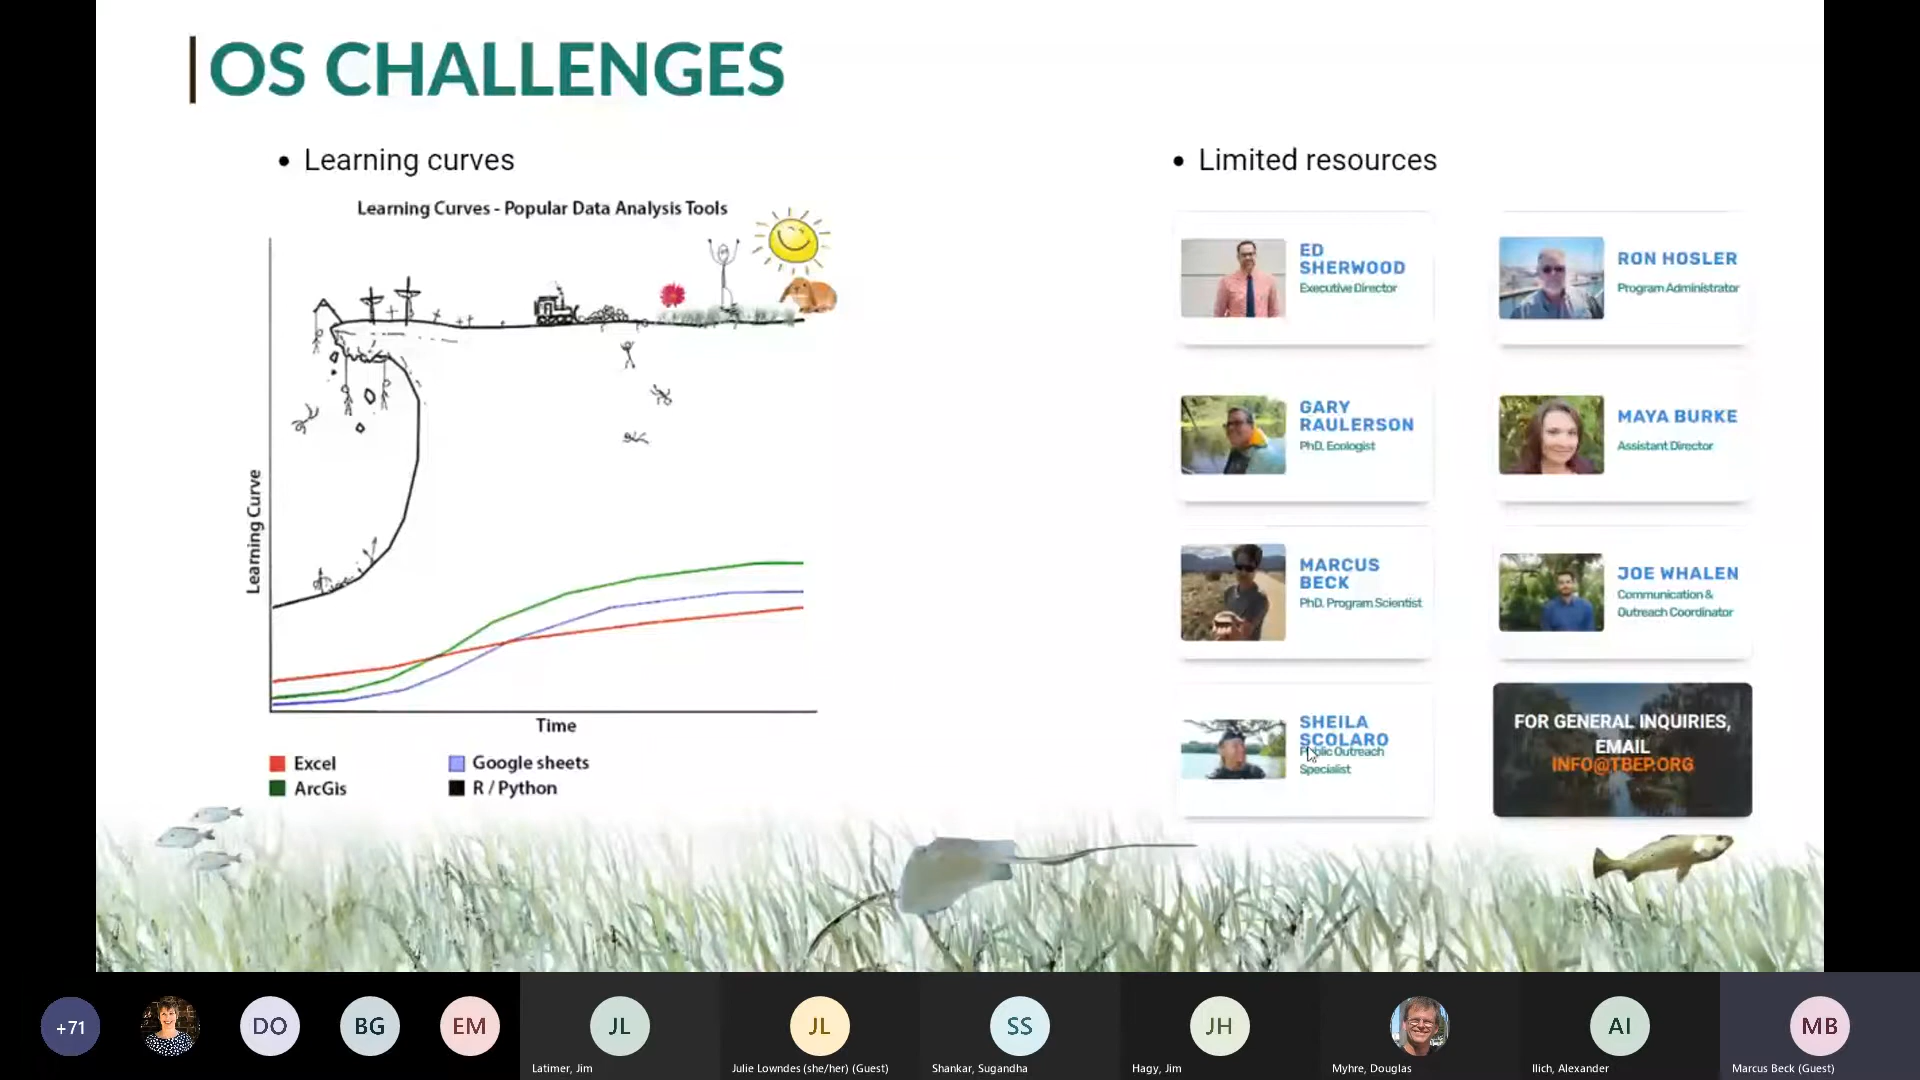 OS CHALLENGES
Learning curves
Learning Curves - Popular Data Analysis Tools
Learning Curve
Time
Excel
Google sheets
ArcGis
R / Python
Limited resources
ED
SHERWOOD
Executive Director
RON HOSLER
Program Administrator
GARY
RAULERSON
PhD, Ecologist
MAYA BURKE
Assistant Director
MARCUS
BECK
PhD, Program Scientist
JOE WHALEN
Communication &
Outreach Coordinator
SHEILA
SCOLARO
Public Outreach
Specialist
FOR GENERAL INQUIRIES,
EMAIL
INFO@TBEP.ORG
+71
DO
BG
EM
JL
Latimer, Jim
JL
Julie Lowndes (she/her) (Guest)
SS
Shankar, Sugandha
JH
Hagy, Jim
Myhre, Douglas
AI
Ilich, Alexander
MB
Marcus Beck (Guest)